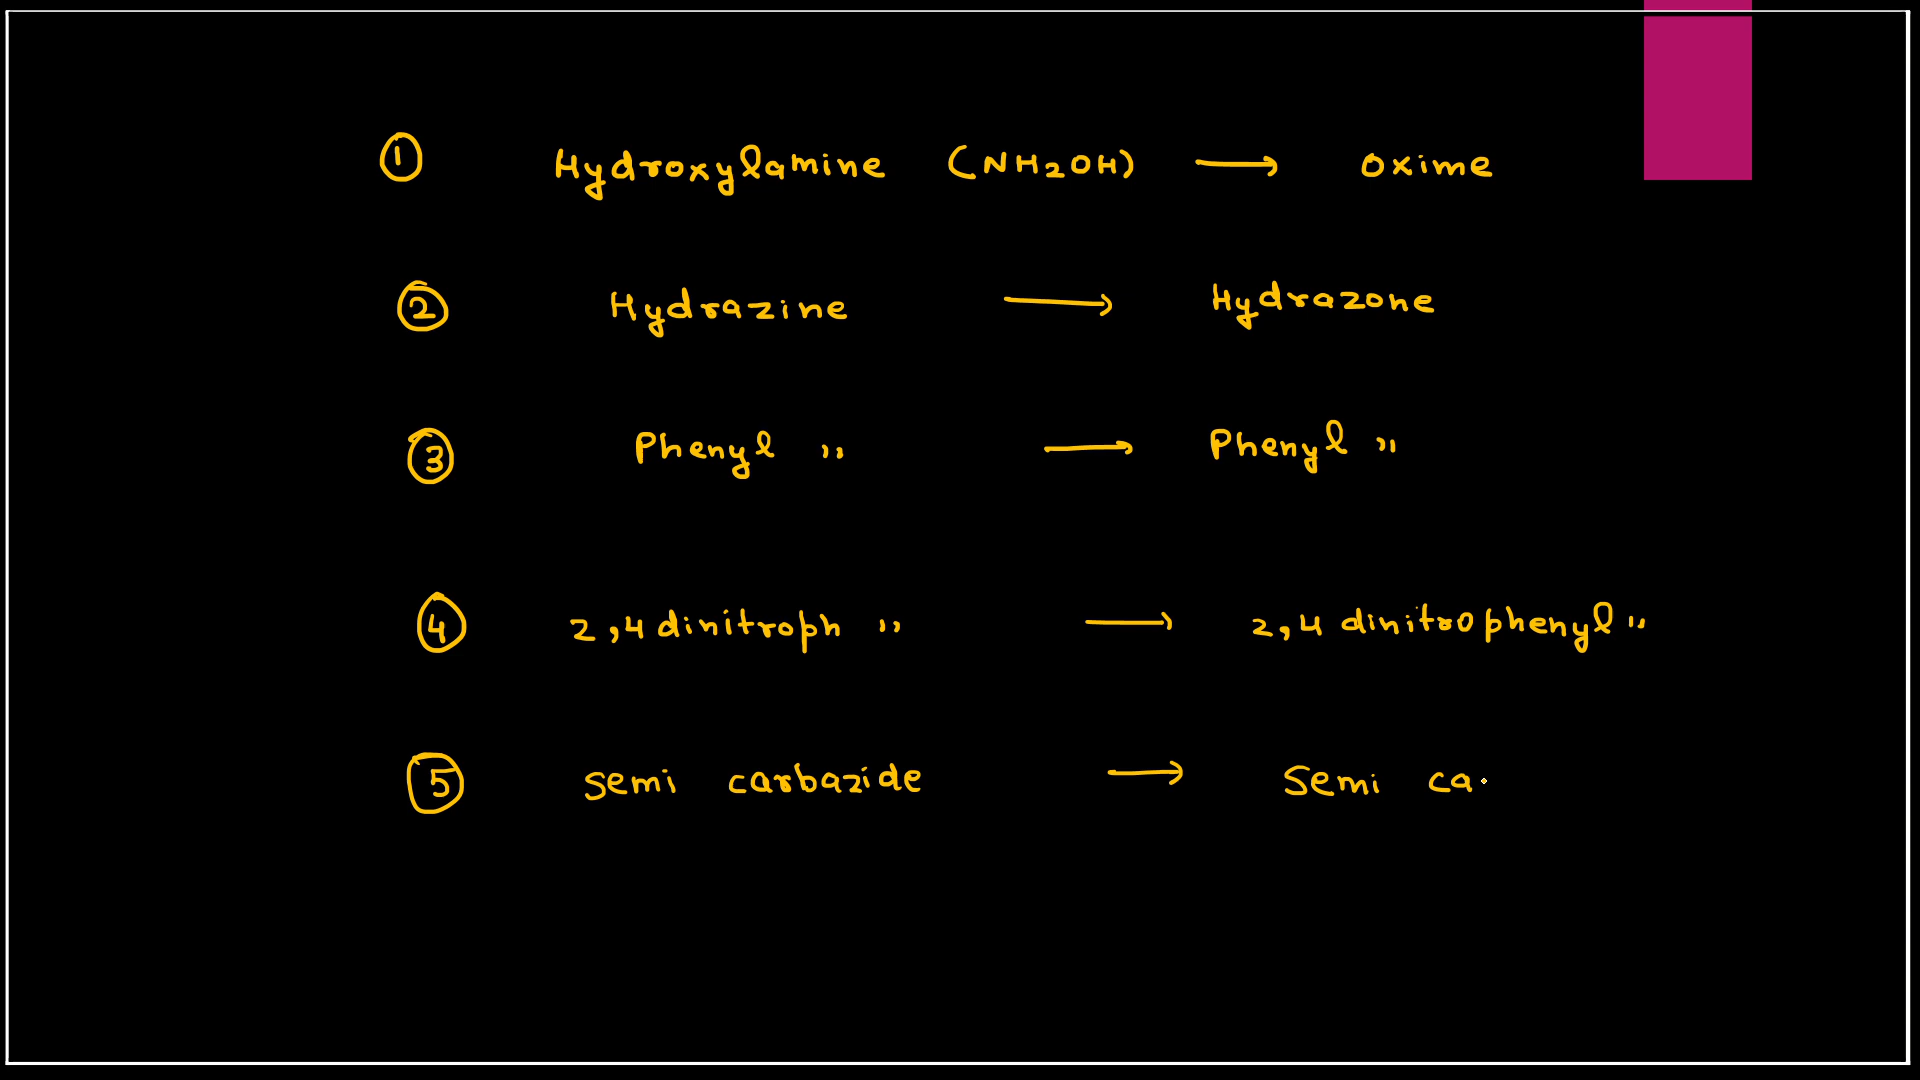 ① Hydroxylamine (NH2OH) ⟶ Oxime
② Hydrazine ⟶ Hydrazone
③ Phenyl " ⟶ Phenyl "
④ 2,4 dinitroph " ⟶ 2,4 dinitrophenyl "
⑤ Semi carbazide ⟶ Semi ca